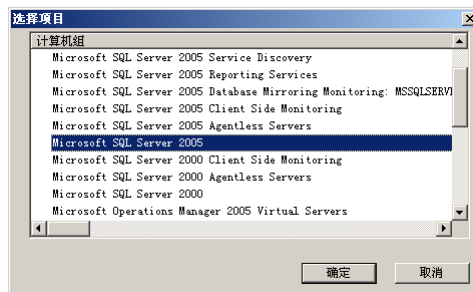 选择项目
计算机组
Microsoft SQL Server 2005 Service Discovery
Microsoft SQL Server 2005 Reporting Services
Microsoft SQL Server 2005 Database Mirroring Monitoring: MSSQLSERV
Microsoft SQL Server 2005 Client Side Monitoring
Microsoft SQL Server 2005 Agentless Servers
Microsoft SQL Server 2005
Microsoft SQL Server 2000 Client Side Monitoring
Microsoft SQL Server 2000 Agentless Servers
Microsoft SQL Server 2000
Microsoft Operations Manager 2005 Virtual Servers
确定
取消